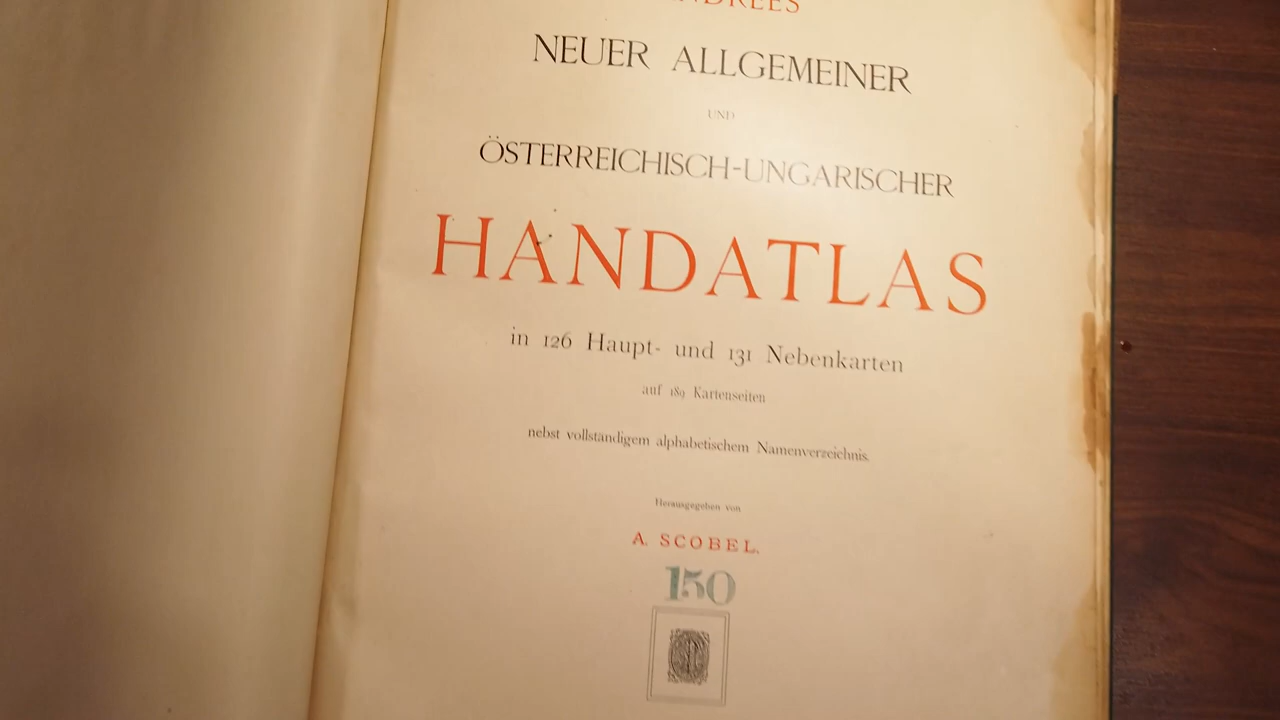 NDREES
NEUER ALLGEMEINER
UND
ÖSTERREICHISCH-UNGARISCHER
HANDATLAS
in 126 Haupt- und 131 Nebenkarten
auf 189 Kartenseiten
nebst vollständigem alphabetischem Namenverzeichnis.
Herausgegeben von
A. SCOBEL.
150